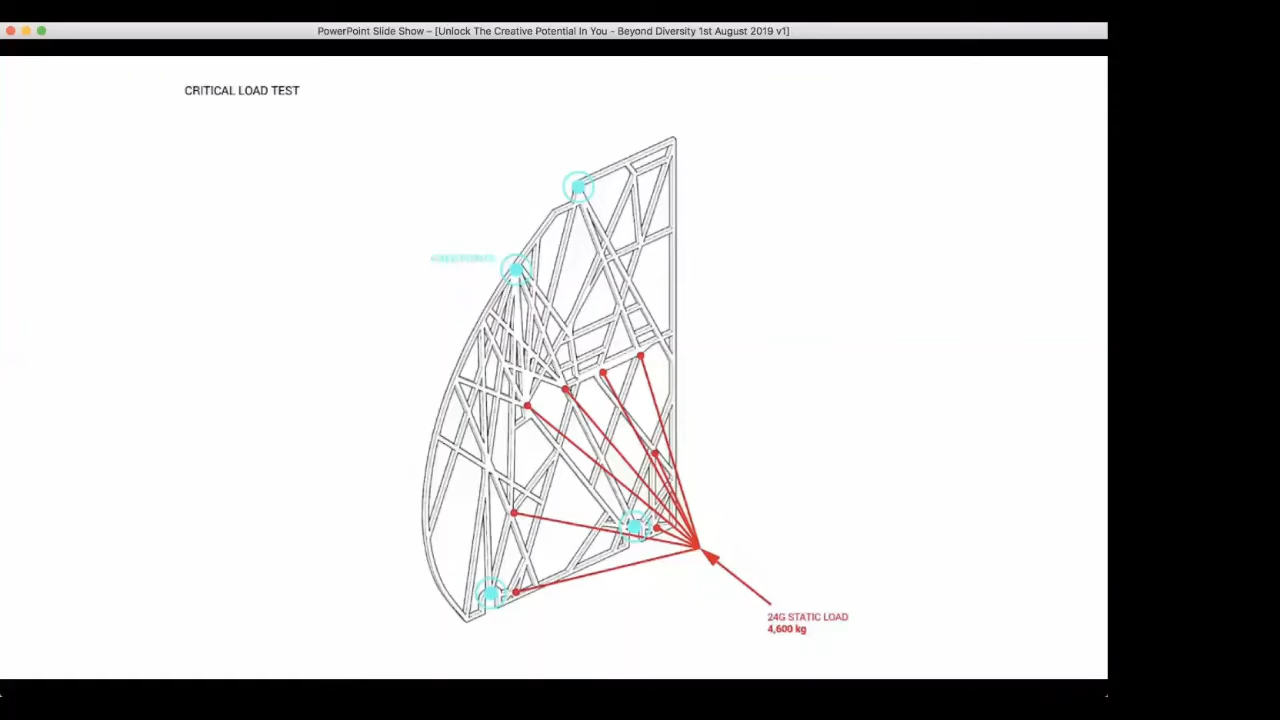 PowerPoint Slide Show – [Unlock The Creative Potential In You - Beyond Diversity 1st August 2019 v1]
CRITICAL LOAD TEST
24G STATIC LOAD
4,600 kg